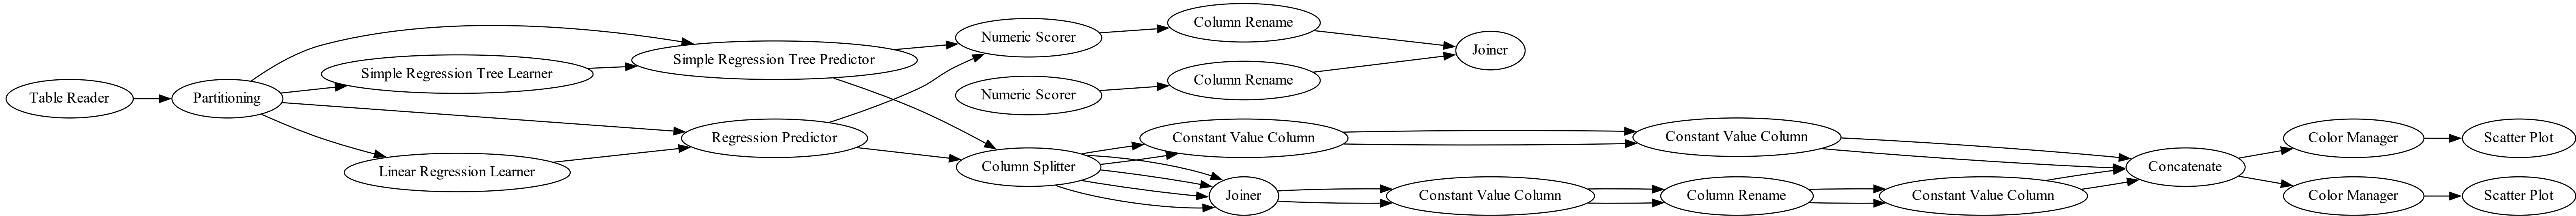 Table Reader
Partitioning
Simple Regression Tree Learner
Linear Regression Learner
Simple Regression Tree Predictor
Regression Predictor
Numeric Scorer
Numeric Scorer
Column Splitter
Column Rename
Column Rename
Constant Value Column
Joiner
Joiner
Constant Value Column
Constant Value Column
Column Rename
Constant Value Column
Concatenate
Color Manager
Color Manager
Scatter Plot
Scatter Plot